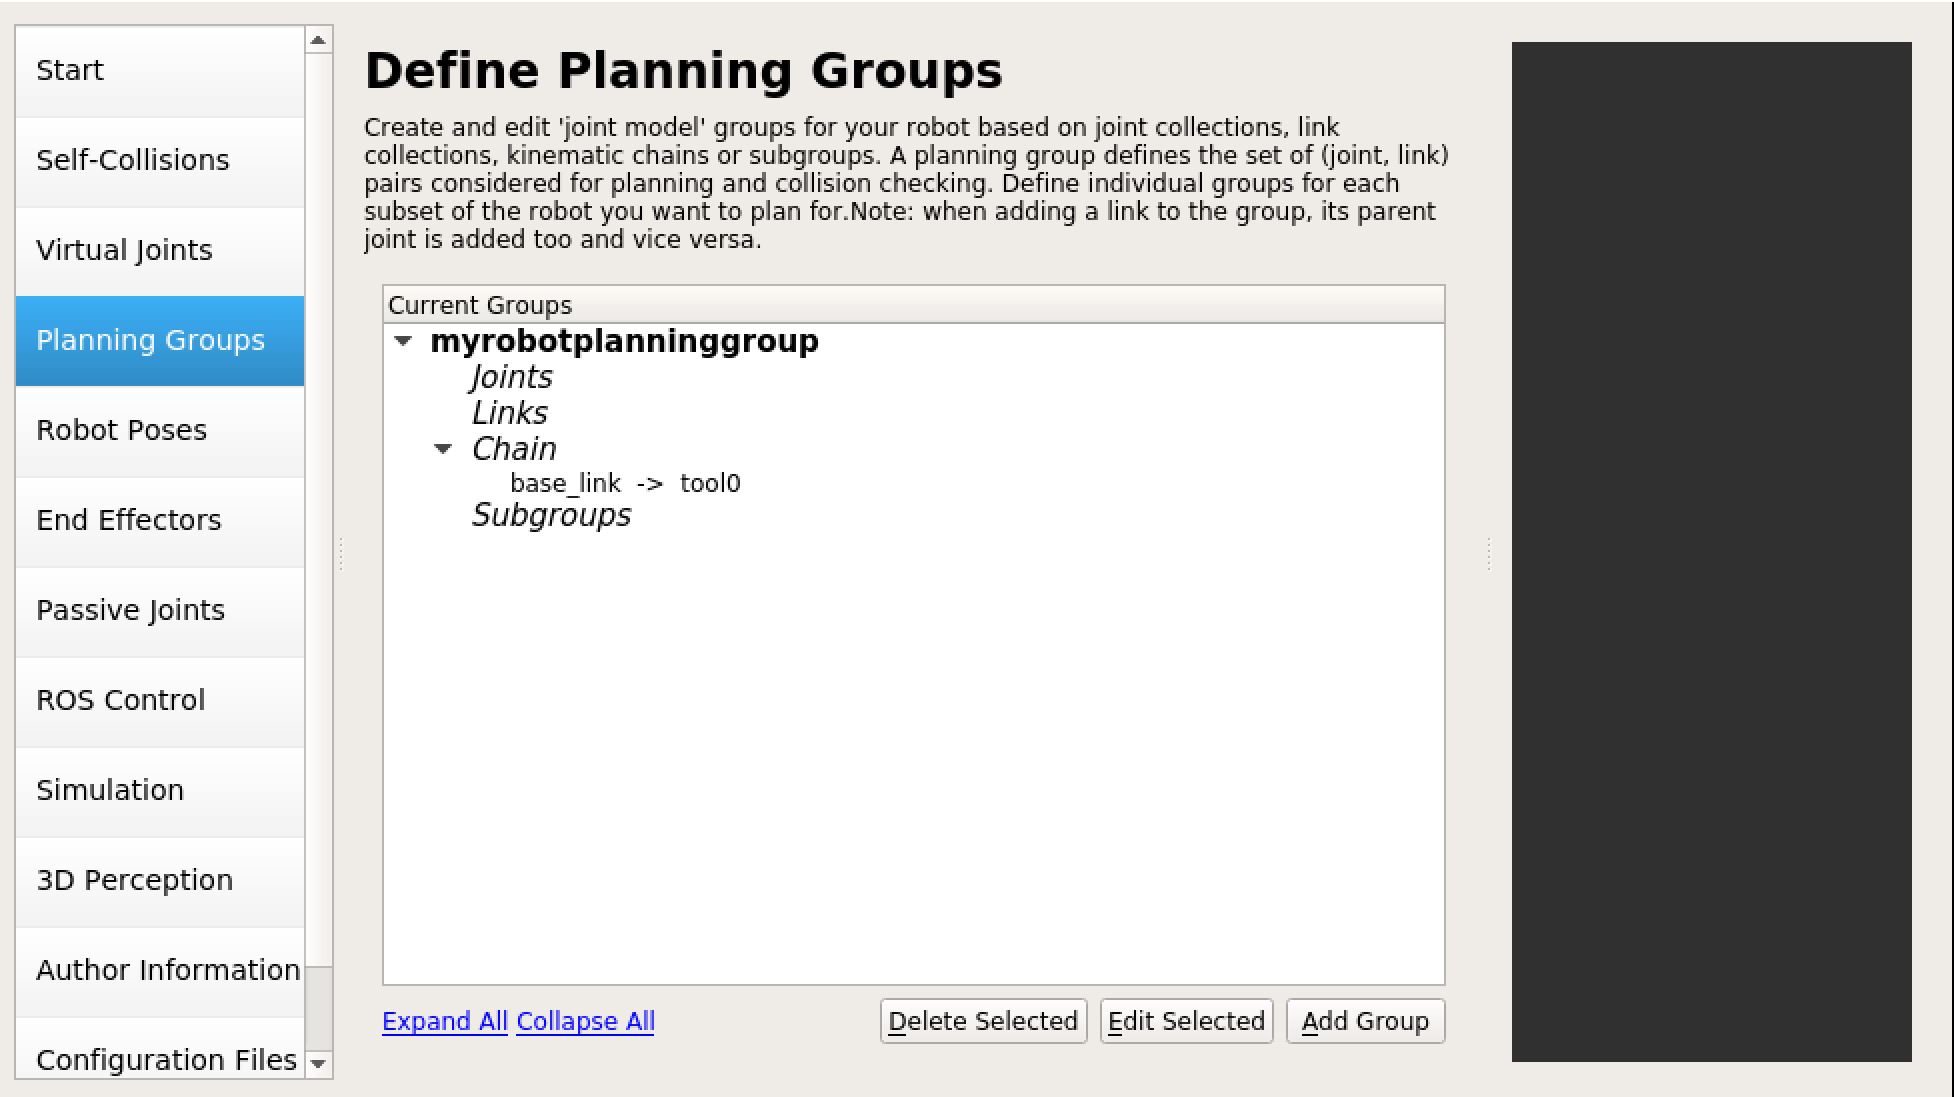 Start
Self-Collisions
Virtual Joints
Planning Groups
Robot Poses
End Effectors
Passive Joints
ROS Control
Simulation
3D Perception
Author Information
Configuration Files
Define Planning Groups
Create and edit 'joint model' groups for your robot based on joint collections, link
collections, kinematic chains or subgroups. A planning group defines the set of (joint, link)
pairs considered for planning and collision checking. Define individual groups for each
subset of the robot you want to plan for.Note: when adding a link to the group, its parent
joint is added too and vice versa.
Current Groups
myrobotplanninggroup
Joints
Links
Chain
base_link -> tool0
Subgroups
Expand All Collapse All
Delete Selected
Edit Selected
Add Group